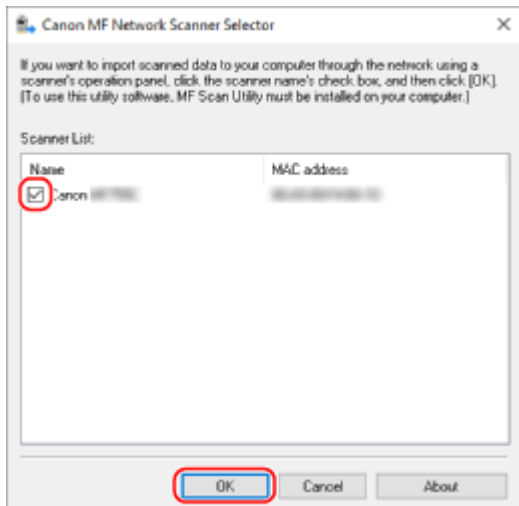 Canon MF Network Scanner Selector
If you want to import scanned data to your computer through the network using a
scanner's operation panel, click the scanner name's check box, and then click [OK].
(To use this utility software, MF Scan Utility must be installed on your computer.)
Scanner List:
Name MAC address
Canon
OK Cancel About